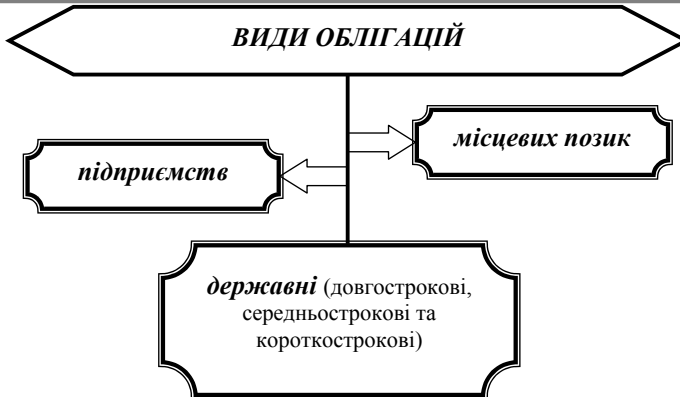 ВИДИ ОБЛІГАЦІЙ
місцевих позик
підприємств
державні (довгострокові,
середньострокові та
короткострокові)